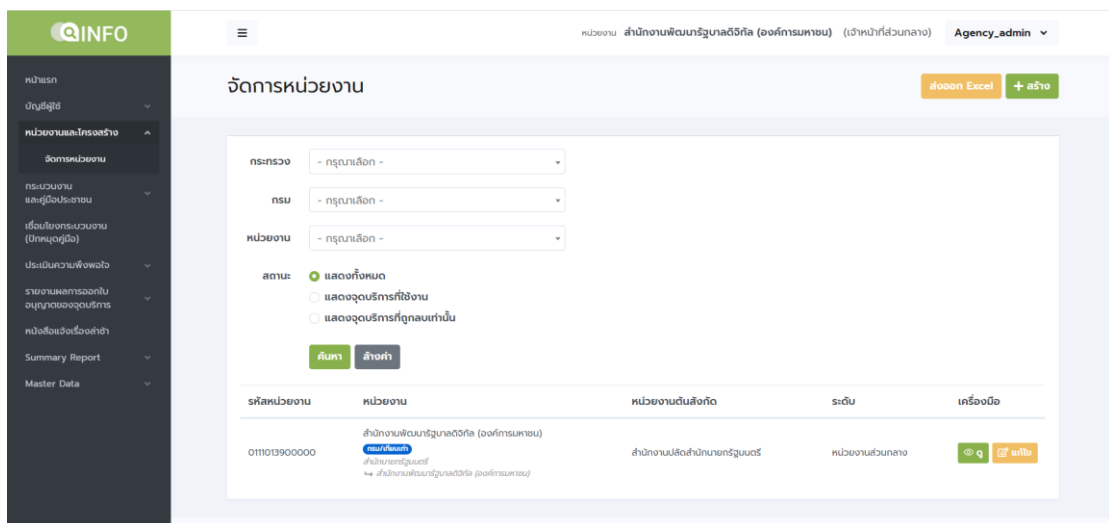 INFO
หน่วยงาน สำนักงานพัฒนารัฐบาลดิจิทัล (องค์การมหาชน) (เจ้าหน้าที่ส่วนกลาง) Agency_admin
หน้าแรก
บัญชีผู้ใช้
หน่วยงานและโครงสร้าง
จัดการหน่วยงาน
กระบวนงาน
และคู่มือประชาชน
เชื่อมโยงกระบวนงาน
(ปักหมุดคู่มือ)
ประเมินความพึงพอใจ
รายงานผลการออกใบ
อนุญาตของจุดบริการ
หนังสือแจ้งเรื่องล่าช้า
Summary Report
Master Data
จัดการหน่วยงาน
ส่งออก Excel
+ สร้าง
กระทรวง - กรุณาเลือก -
กรม - กรุณาเลือก -
หน่วยงาน - กรุณาเลือก -
สถานะ แสดงทั้งหมด
แสดงจุดบริการที่ใช้งาน
แสดงจุดบริการที่ถูกลบเท่านั้น
ค้นหา ล้างค่า
รหัสหน่วยงาน หน่วยงาน หน่วยงานต้นสังกัด ระดับ เครื่องมือ
สำนักงานพัฒนารัฐบาลดิจิทัล (องค์การมหาชน)
กรม/เทียบเท่า
0111013900000 สำนักงานปลัดสำนักนายกรัฐมนตรี หน่วยงานส่วนกลาง ดู แก้ไข
สำนักนายกรัฐมนตรี
↪ สำนักงานพัฒนารัฐบาลดิจิทัล (องค์การมหาชน)